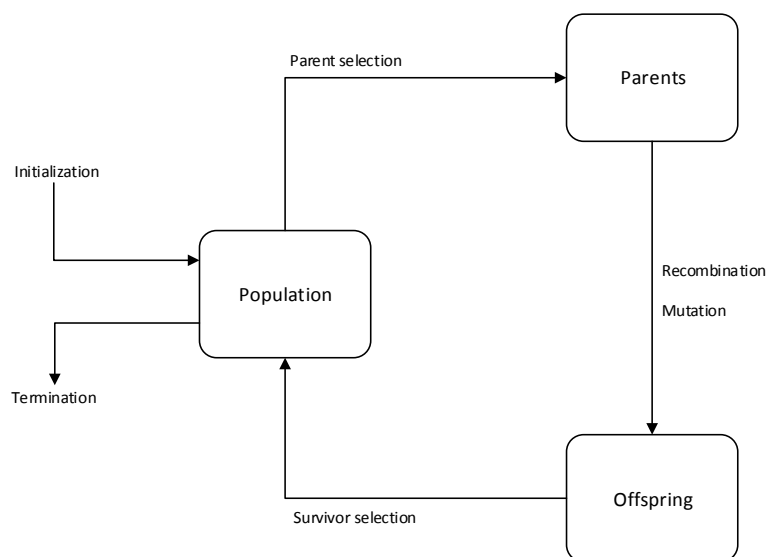 Parent selection
Parents
Initialization
Population
Recombination
Mutation
Termination
Offspring
Survivor selection